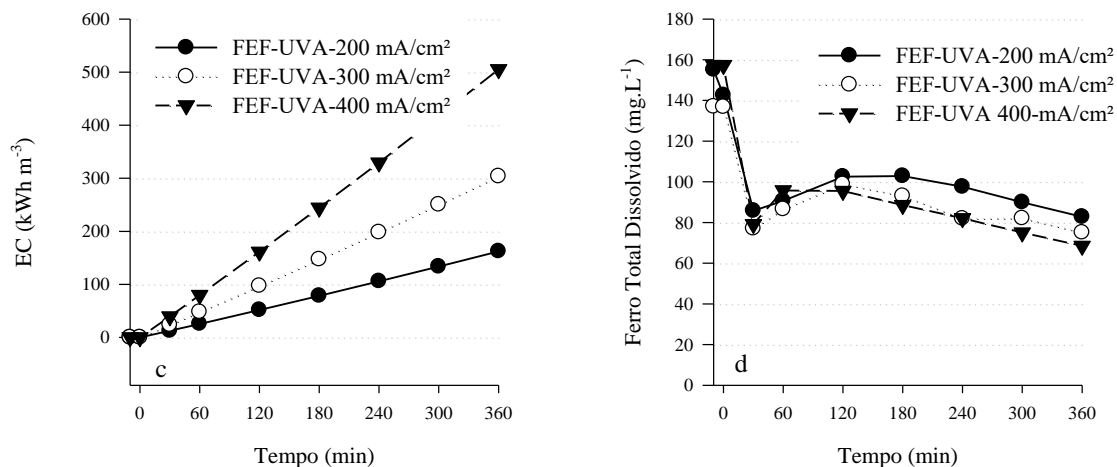 EC (kWh m⁻³)
600
500
400
300
200
100
0
FEF-UVA-200 mA/cm²
FEF-UVA-300 mA/cm²
FEF-UVA-400 mA/cm²
c
0 60 120 180 240 300 360
Tempo (min)
Ferro Total Dissolvido (mg.L⁻¹)
180
160
140
120
100
80
60
40
20
0
FEF-UVA-200 mA/cm²
FEF-UVA-300 mA/cm²
FEF-UVA 400-mA/cm²
d
0 60 120 180 240 300 360
Tempo (min)